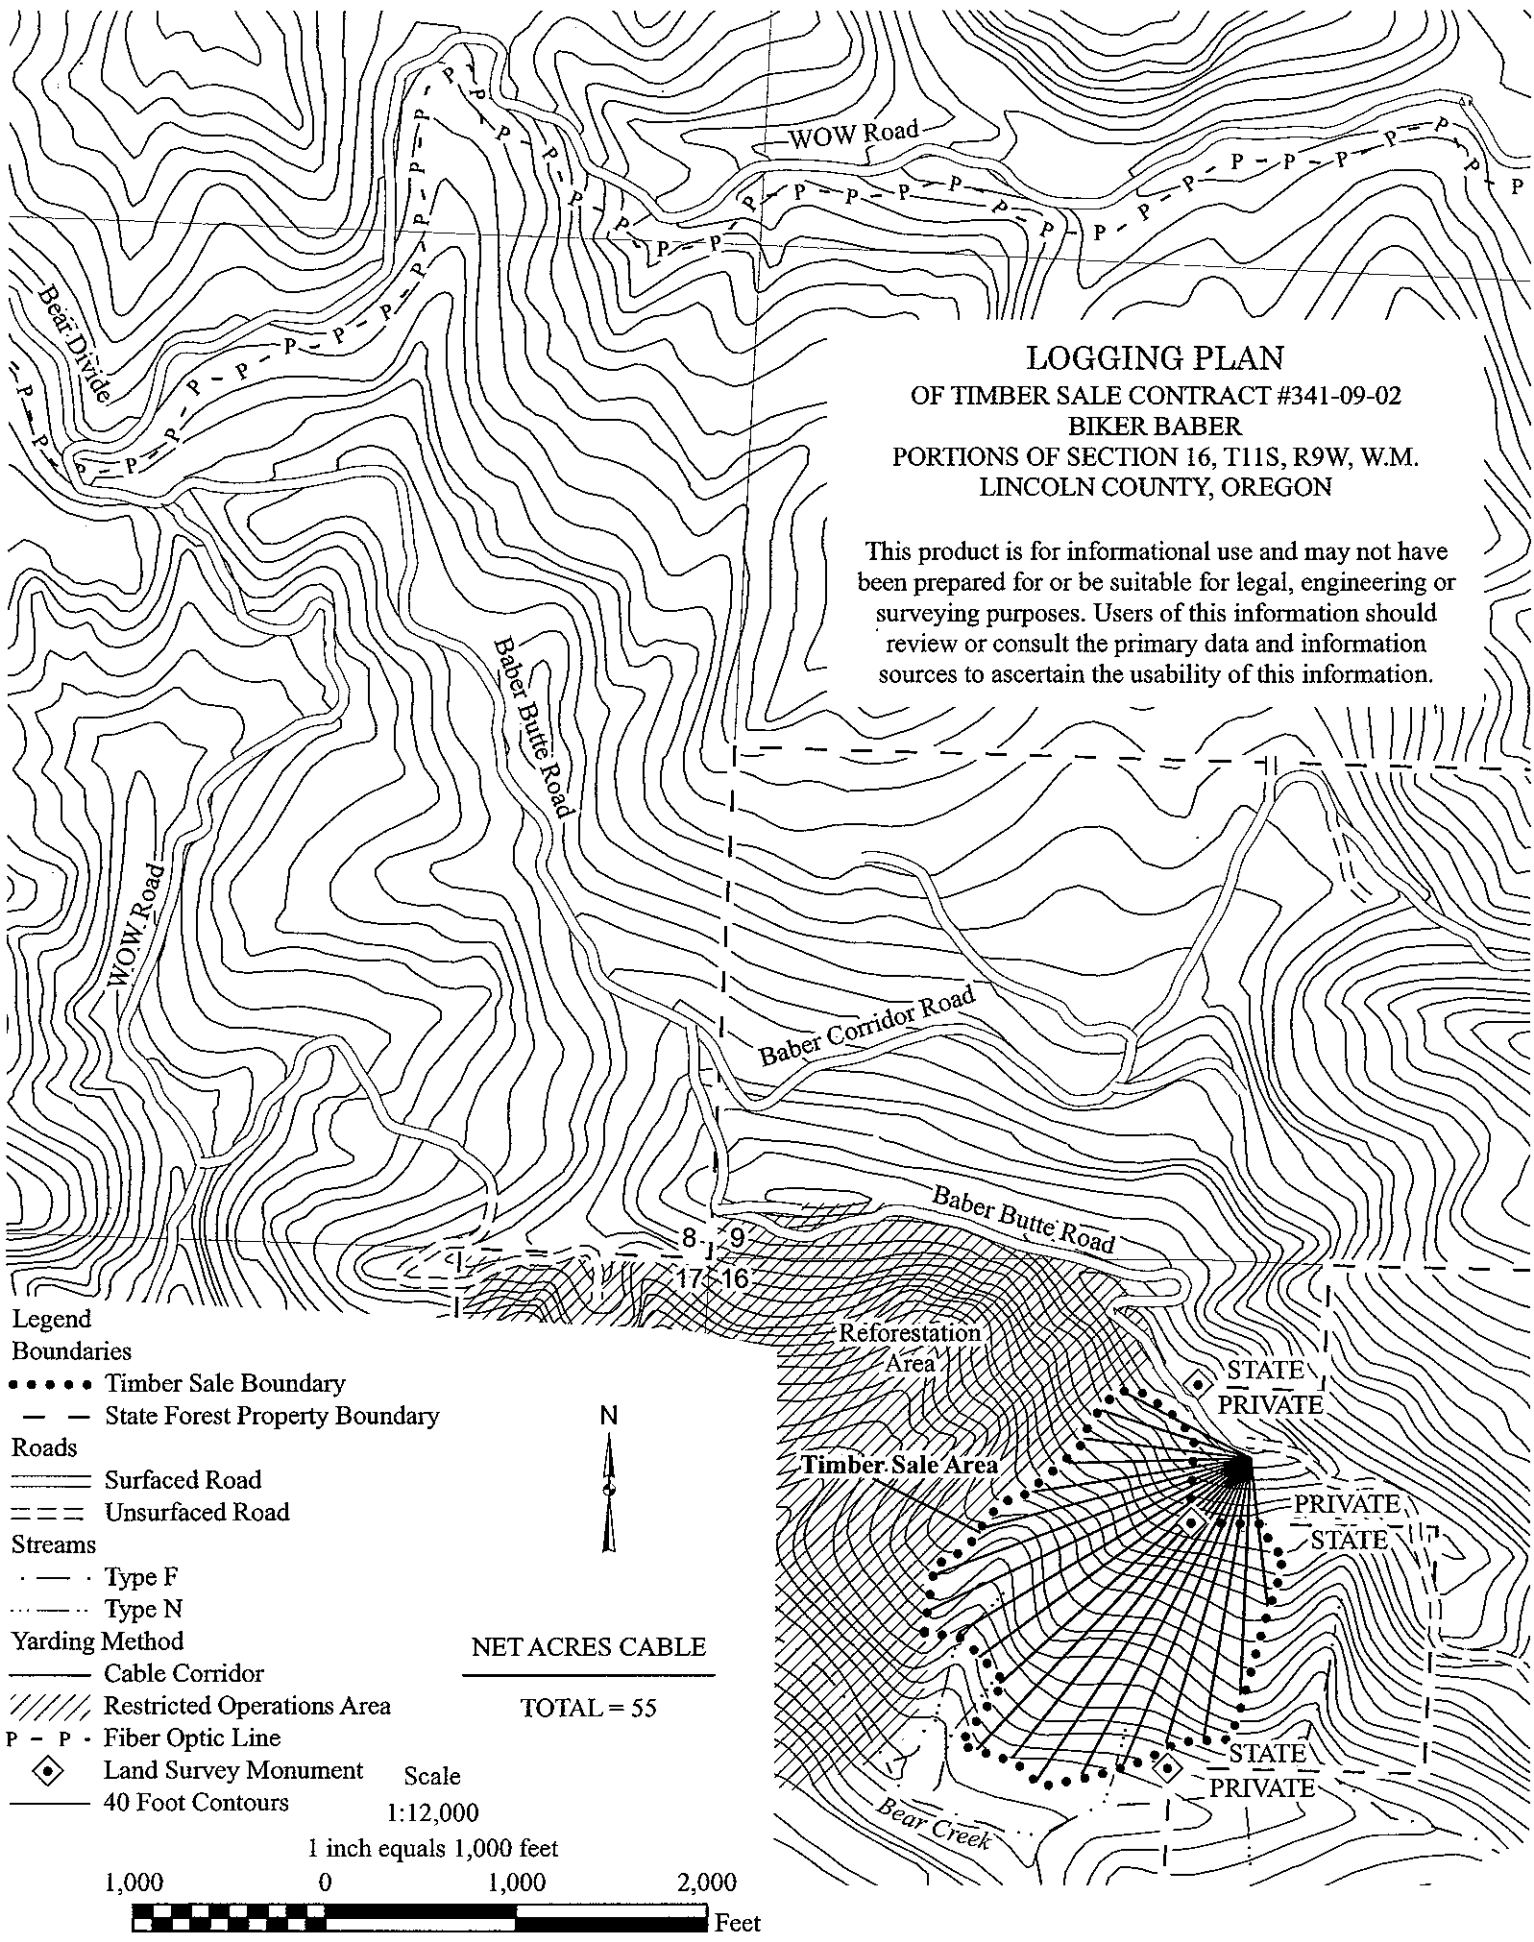 WOW Road
Bear Divide
LOGGING PLAN
OF TIMBER SALE CONTRACT #341-09-02
BIKER BABER
PORTIONS OF SECTION 16, T11S, R9W, W.M.
LINCOLN COUNTY, OREGON
This product is for informational use and may not have
been prepared for or be suitable for legal, engineering or
surveying purposes. Users of this information should
review or consult the primary data and information
sources to ascertain the usability of this information.
Baber Butte Road
W.O.W. Road
Baber Corridor Road
Baber Butte Road
8 9
17 16
Reforestation
Area
STATE
PRIVATE
Timber Sale Area
PRIVATE
STATE
STATE
PRIVATE
Bear Creek
Legend
Boundaries
Timber Sale Boundary
State Forest Property Boundary
Roads
Surfaced Road
Unsurfaced Road
Streams
Type F
Type N
Yarding Method
Cable Corridor
Restricted Operations Area
P - P - Fiber Optic Line
Land Survey Monument
40 Foot Contours
N
NET ACRES CABLE
TOTAL = 55
Scale
1:12,000
1 inch equals 1,000 feet
1,000 0 1,000 2,000
Feet